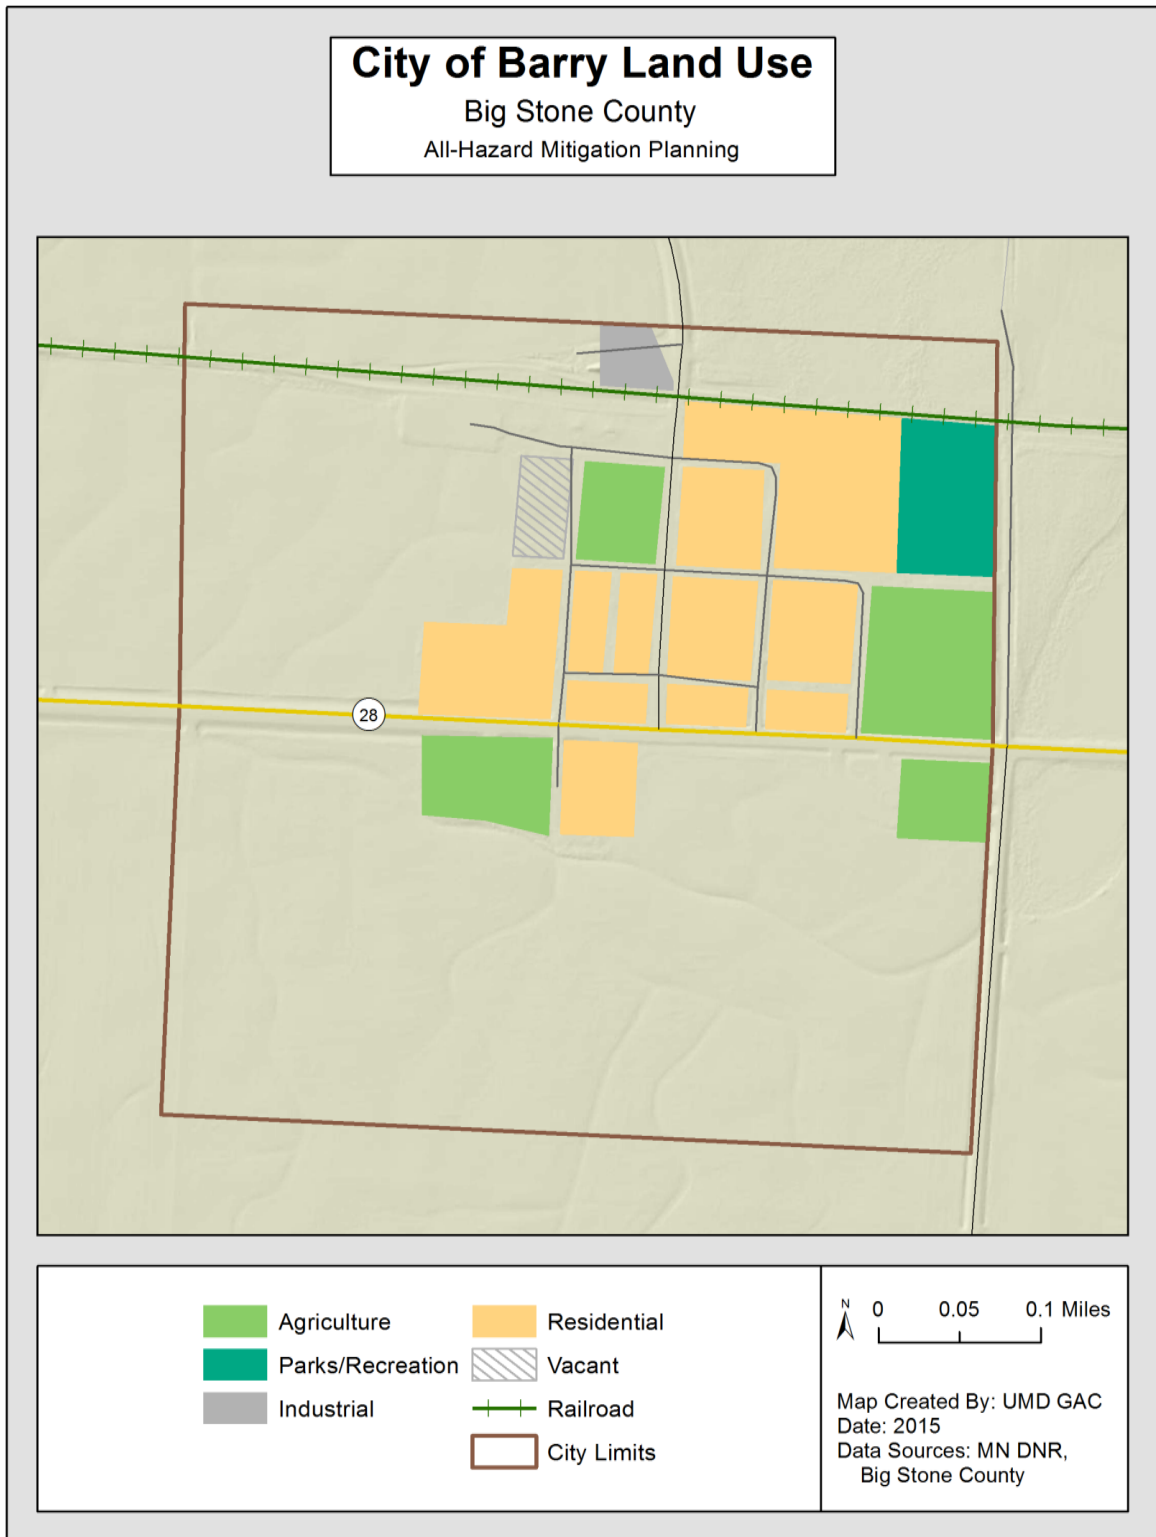 City of Barry Land Use
Big Stone County
All-Hazard Mitigation Planning
28
Agriculture
Parks/Recreation
Industrial
Residential
Vacant
Railroad
City Limits
N
0 0.05 0.1 Miles
Map Created By: UMD GAC
Date: 2015
Data Sources: MN DNR,
Big Stone County